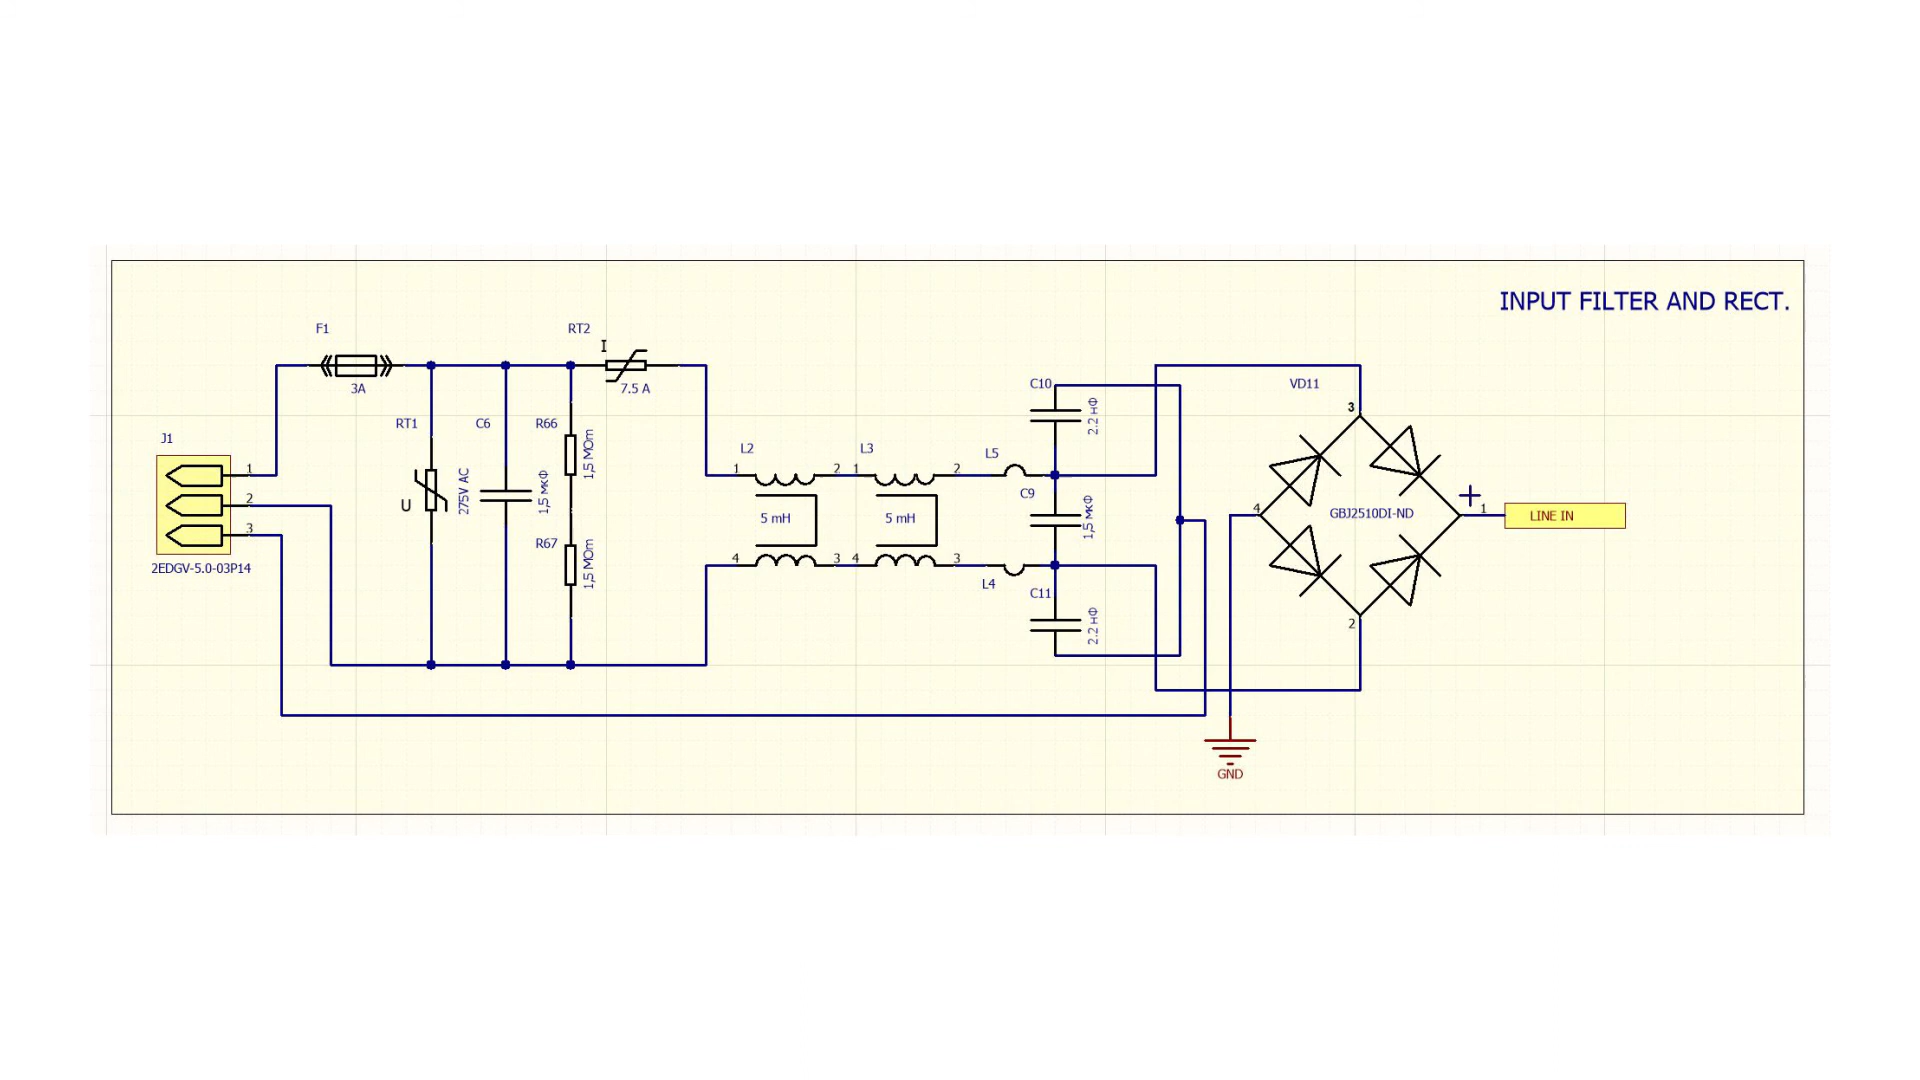 INPUT FILTER AND RECT.
F1
3A
RT2
I
7.5 A
J1
1
2
3
2EDGV-5.0-03P14
RT1
U
275V AC
C6
1,5 мкФ
R66
1,5 MOm
R67
1,5 MOm
L2
1
2
5 mH
4
3
L3
1
2
5 mH
4
3
L5
L4
C10
2.2 нФ
C9
1,5 мкФ
C11
2.2 нФ
VD11
3
4
GBJ2510DI-ND
+
1
2
LINE IN
GND